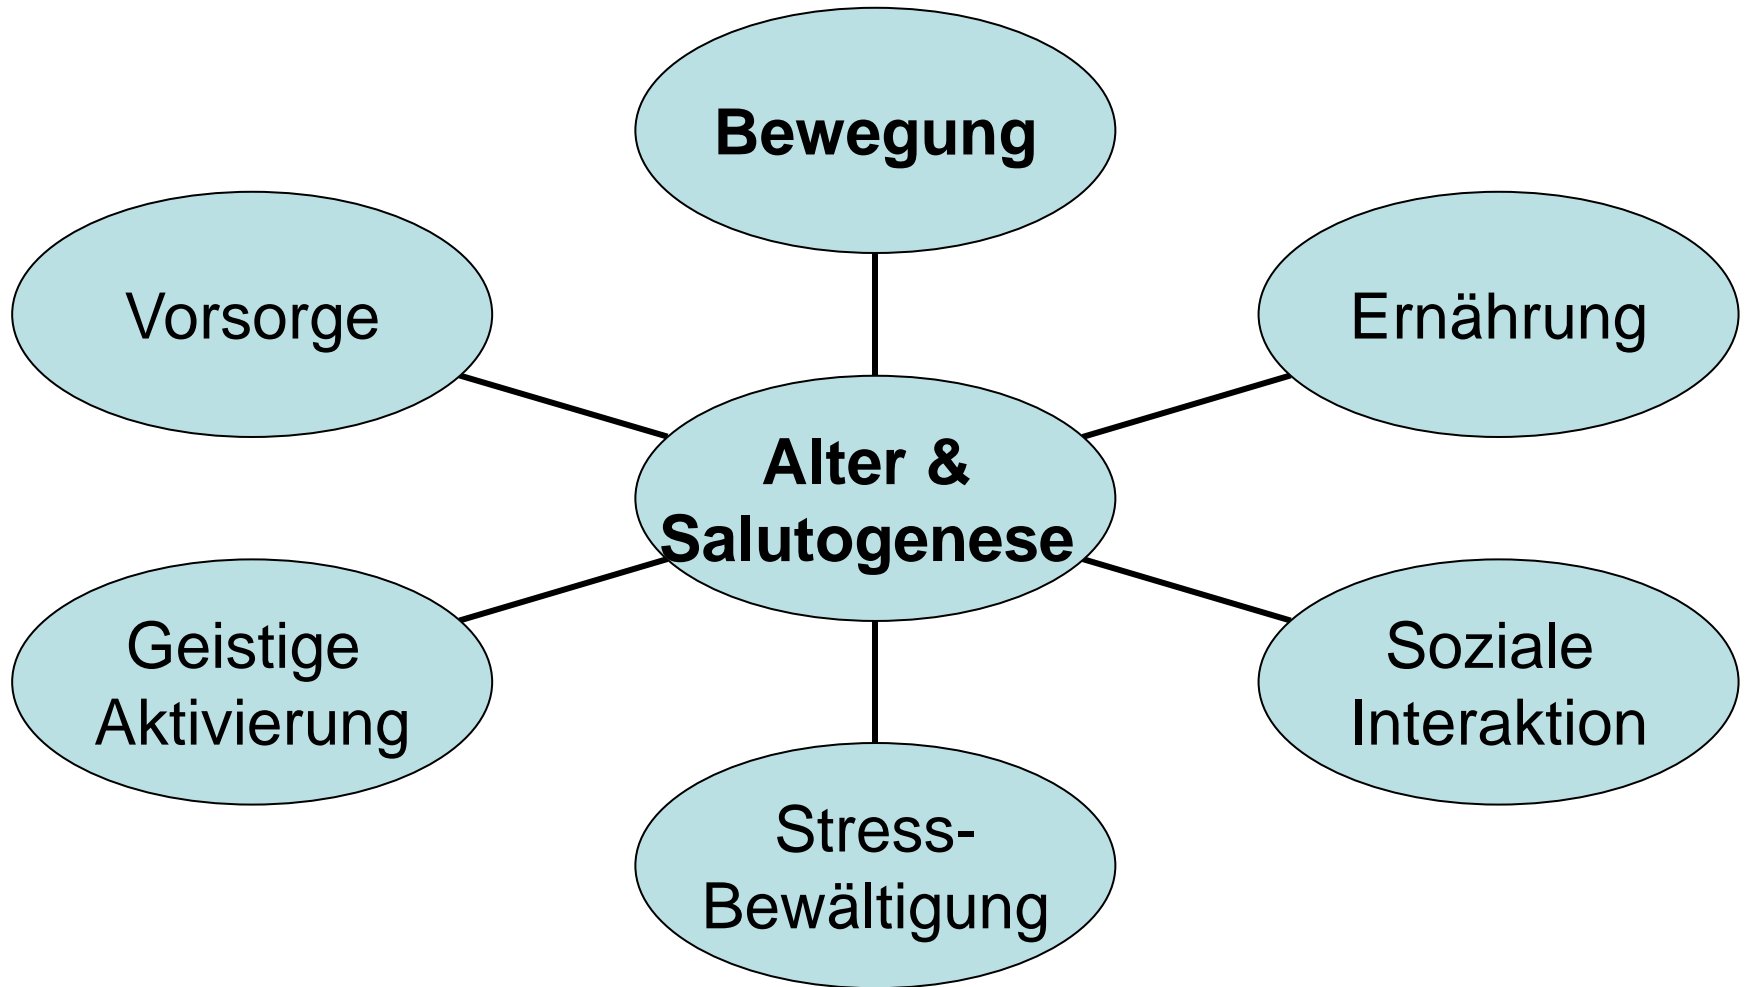 Bewegung
Vorsorge
Ernährung
Alter &
Salutogenese
Geistige
Aktivierung
Soziale
Interaktion
Stress-
Bewältigung